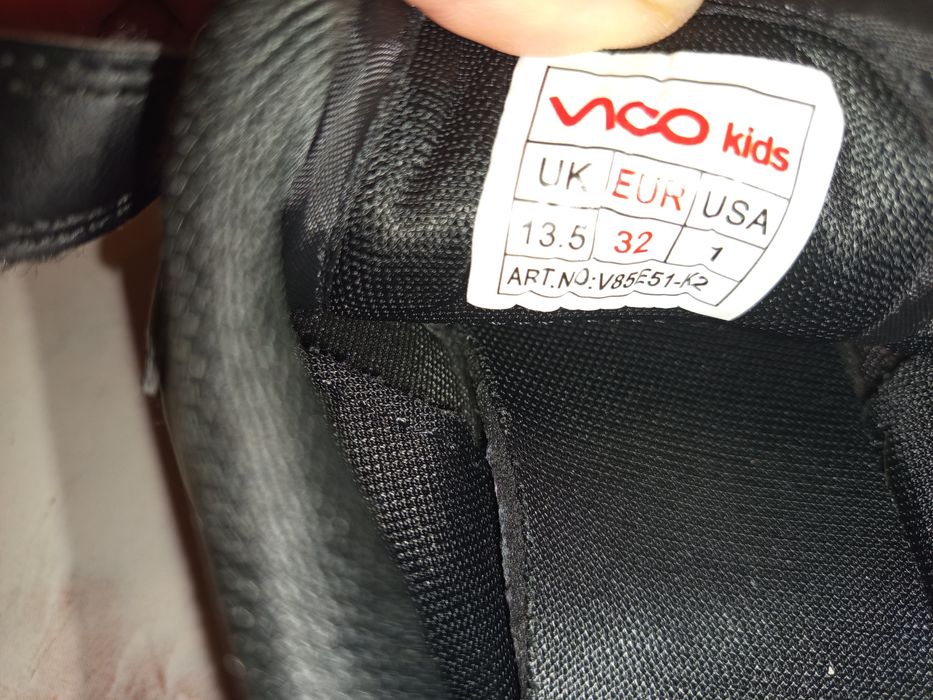 vico kids
UK EUR USA
13.5 32 1
ART.NO:V85E51-K2